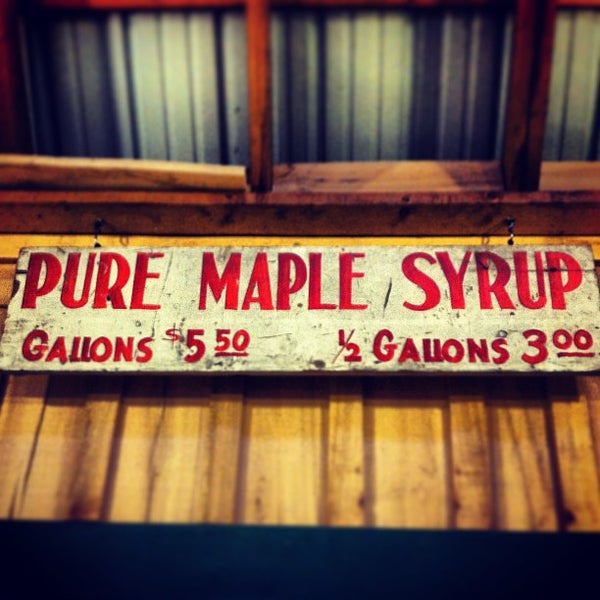 PURE MAPLE SYRUP
GALLONS $5 50 ½ GALLONS 3 00